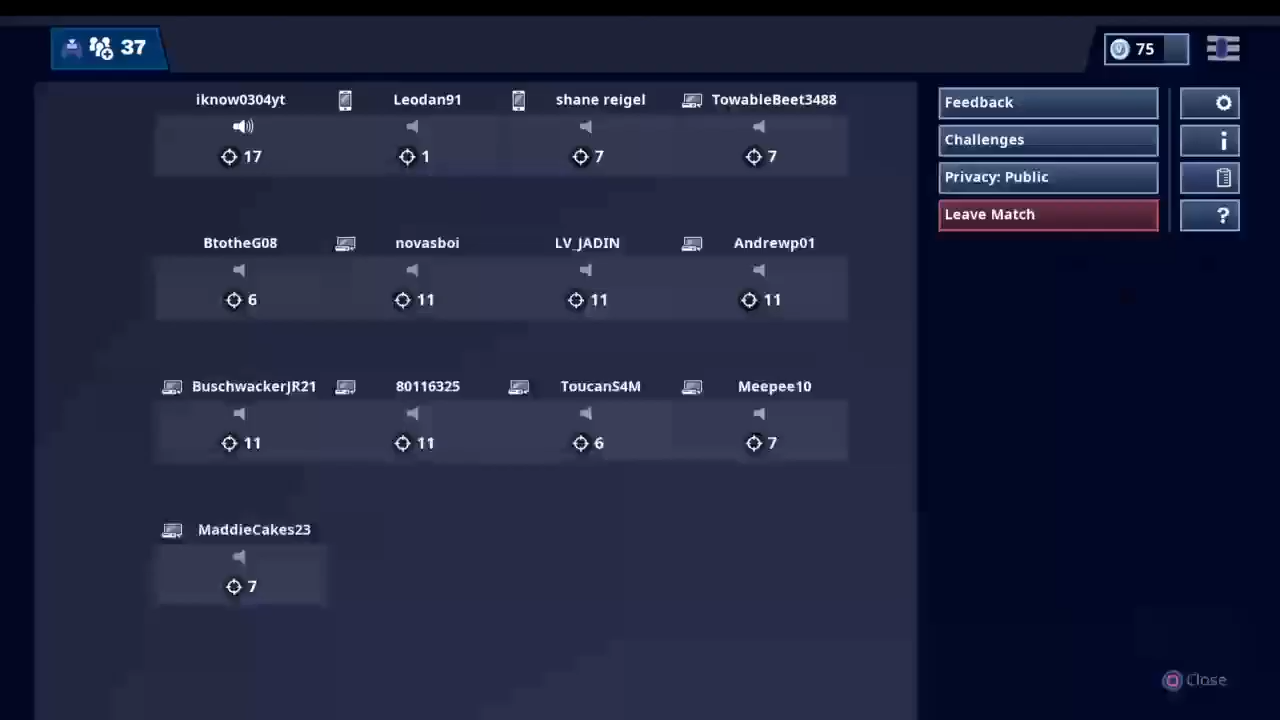 37
75
iknow0304yt Leodan91 shane reigel TowableBeet3488
17 1 7 7
BtotheG08 novasboi LV_JADIN Andrewp01
6 11 11 11
BuschwackerJR21 80116325 ToucanS4M Meepee10
11 11 6 7
MaddieCakes23
7
Feedback
Challenges
Privacy: Public
Leave Match
i
?
Close